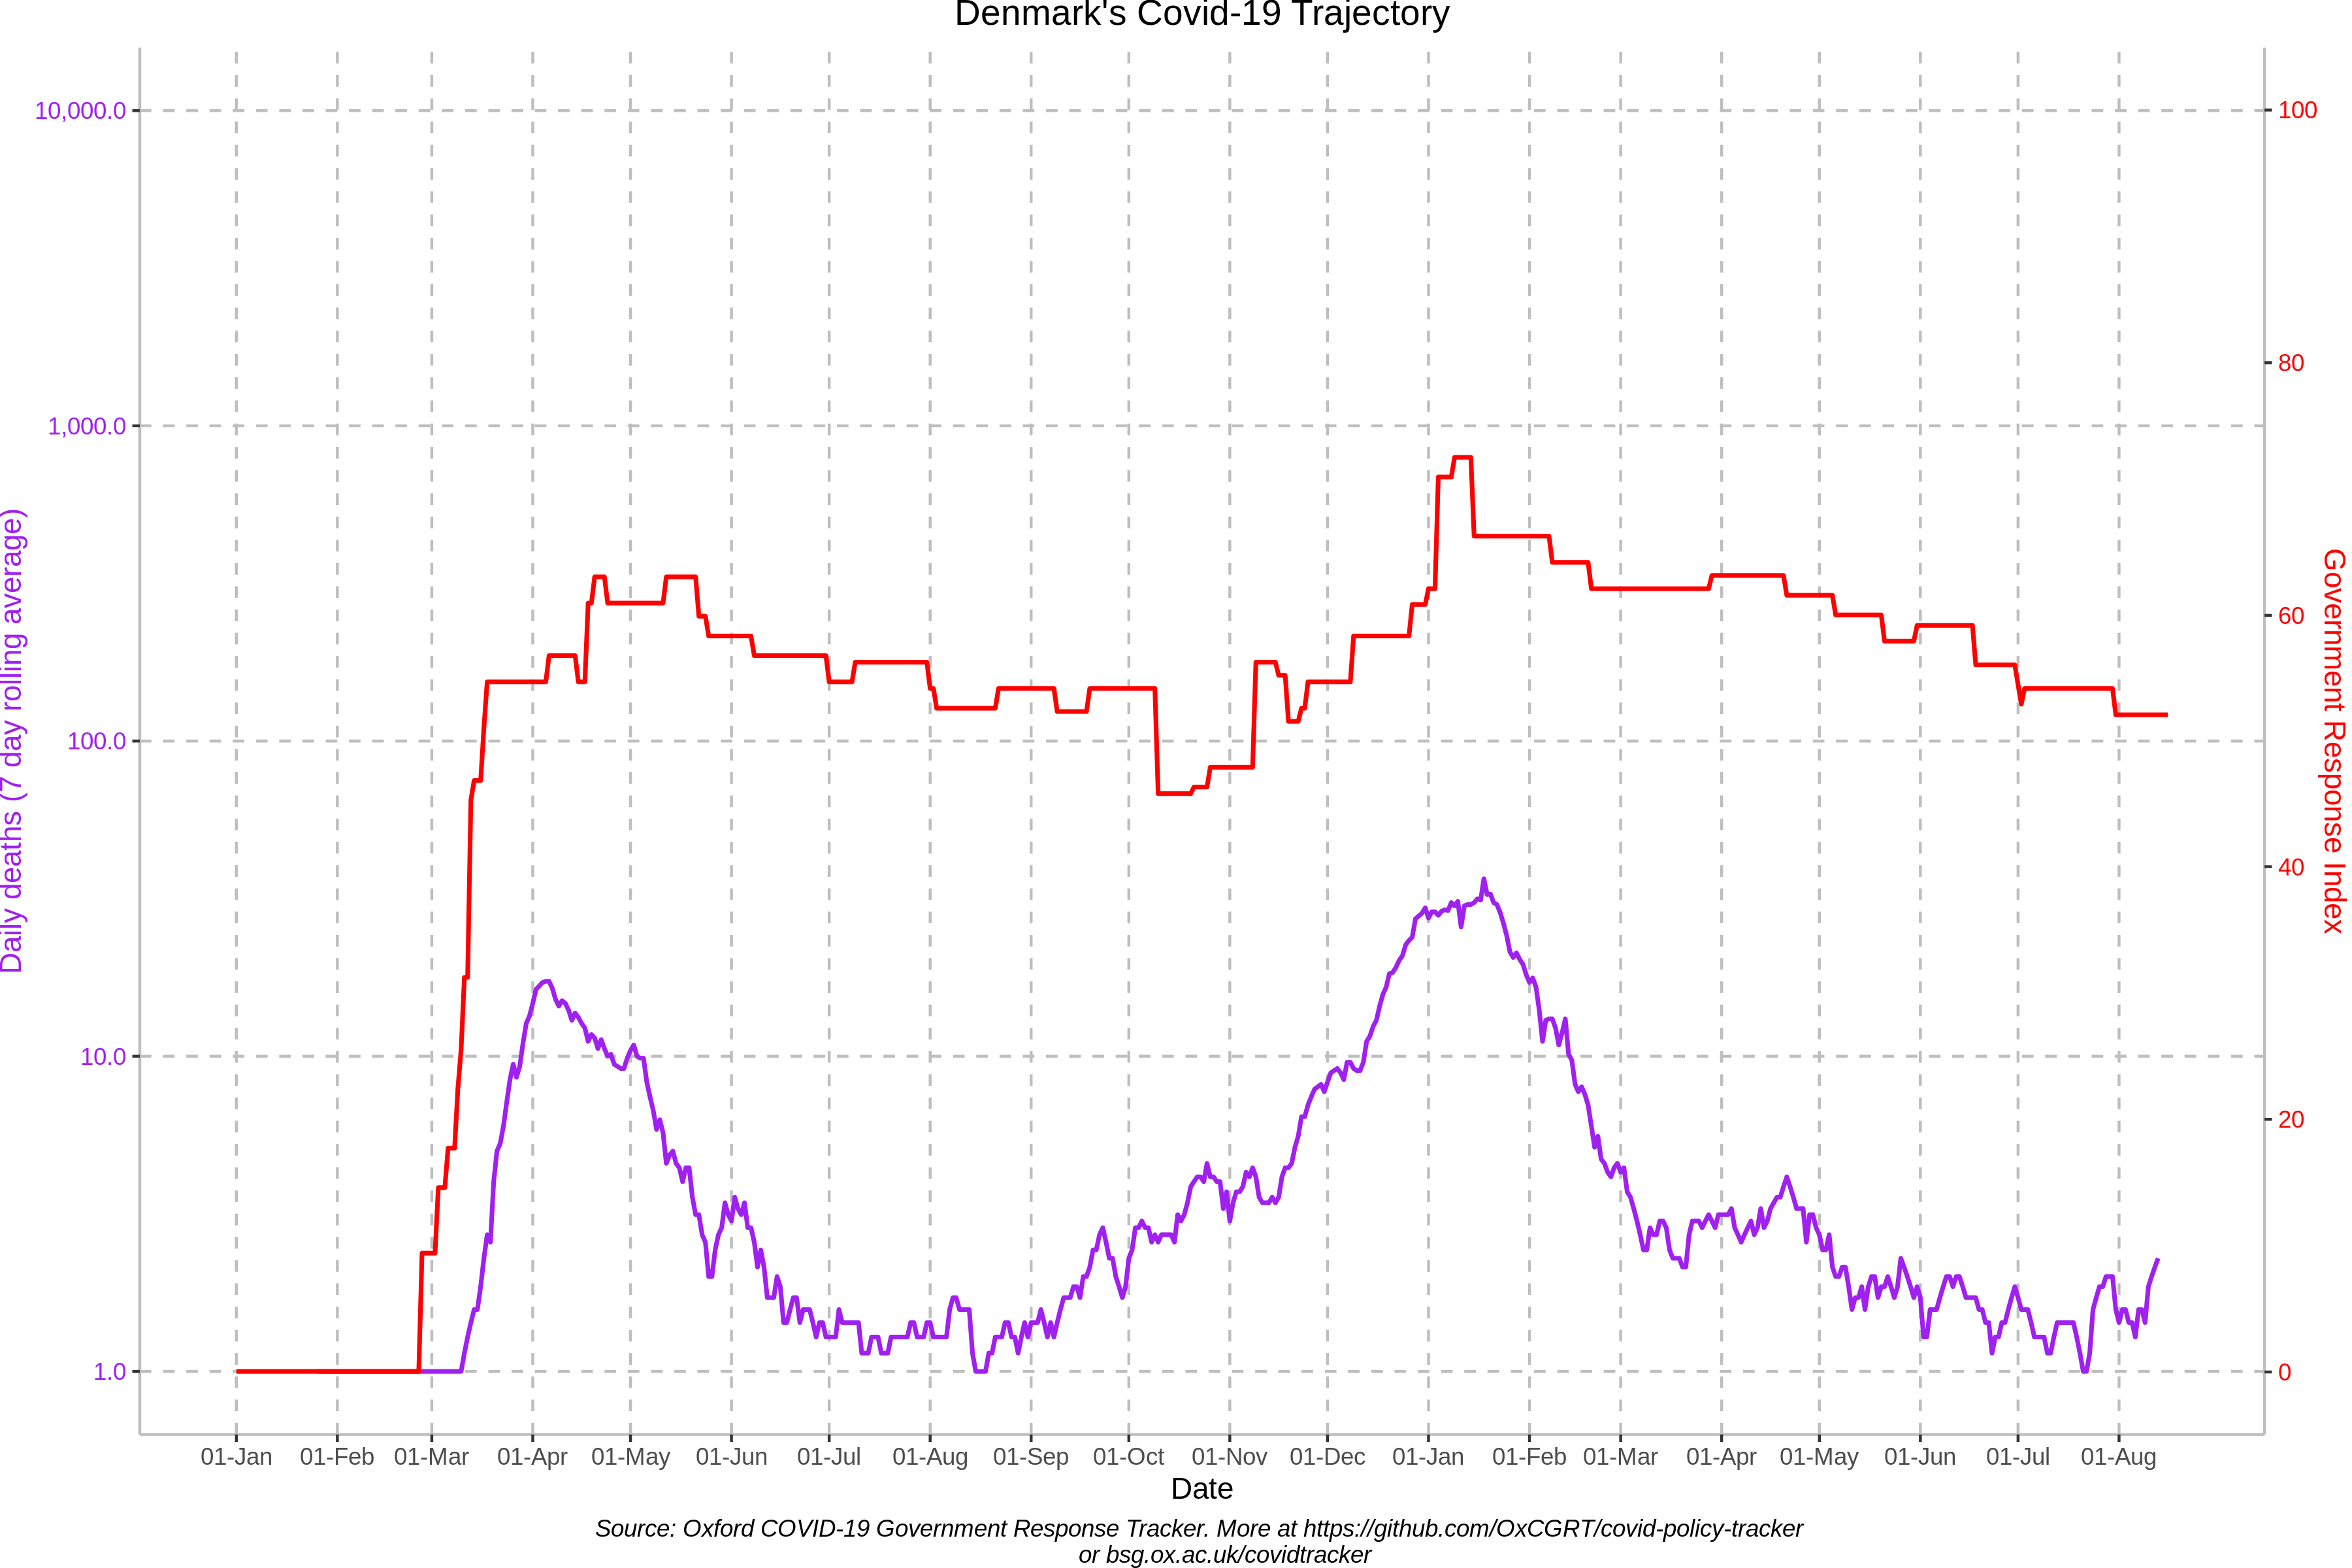 Denmark's Covid-19 Trajectory
10,000.0
1,000.0
100.0
10.0
1.0
Daily deaths (7 day rolling average)
100
80
60
40
20
0
Government Response Index
01-Jan 01-Feb 01-Mar 01-Apr 01-May 01-Jun 01-Jul 01-Aug 01-Sep 01-Oct 01-Nov 01-Dec 01-Jan 01-Feb 01-Mar 01-Apr 01-May 01-Jun 01-Jul 01-Aug
Date
Source: Oxford COVID-19 Government Response Tracker. More at https://github.com/OxCGRT/covid-policy-tracker
or bsg.ox.ac.uk/covidtracker